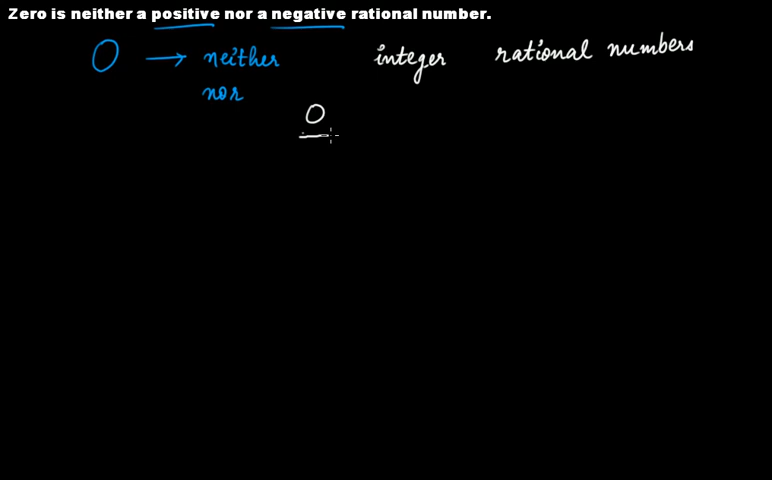 Zero is neither a positive nor a negative rational number.
0 → neither integer rational numbers
nor
0